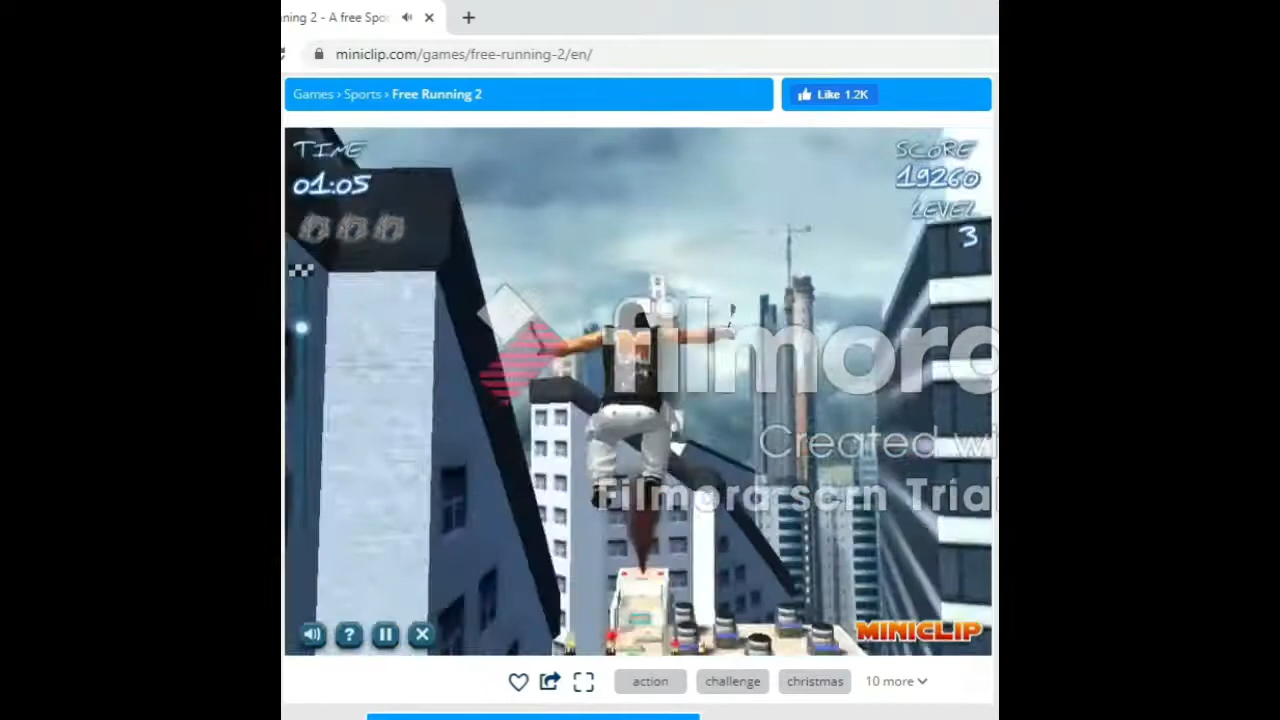 ning 2 - A free Spo
miniclip.com/games/free-running-2/en/
Games › Sports › Free Running 2
Like 1.2K
TIME
01:05
SCORE
19260
LEVEL
3
filmora
Created wi
Filmora scrn Trial
?
MINICLIP
action
challenge
christmas
10 more